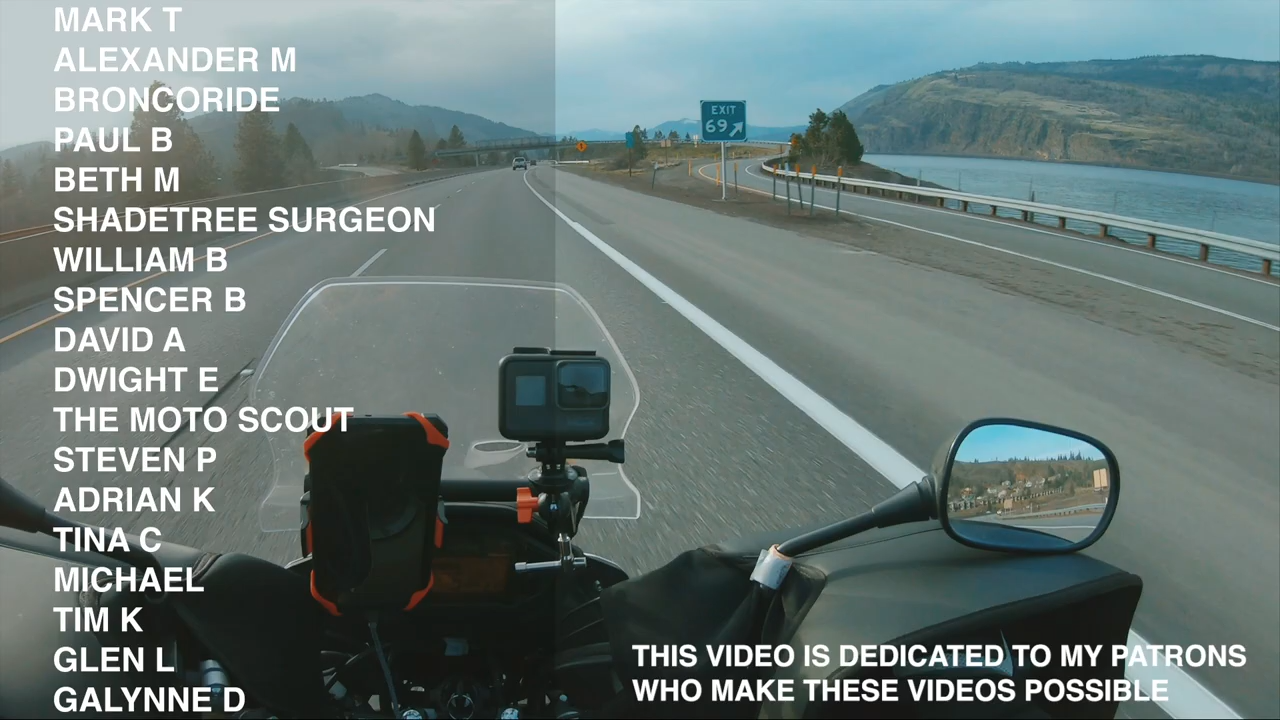 MARK T
ALEXANDER M
BRONCORIDE
PAUL B
BETH M
SHADETREE SURGEON
WILLIAM B
SPENCER B
DAVID A
DWIGHT E
THE MOTO SCOUT
STEVEN P
ADRIAN K
TINA C
MICHAEL
TIM K
GLEN L
GALYNNE D
EXIT
69
THIS VIDEO IS DEDICATED TO MY PATRONS
WHO MAKE THESE VIDEOS POSSIBLE